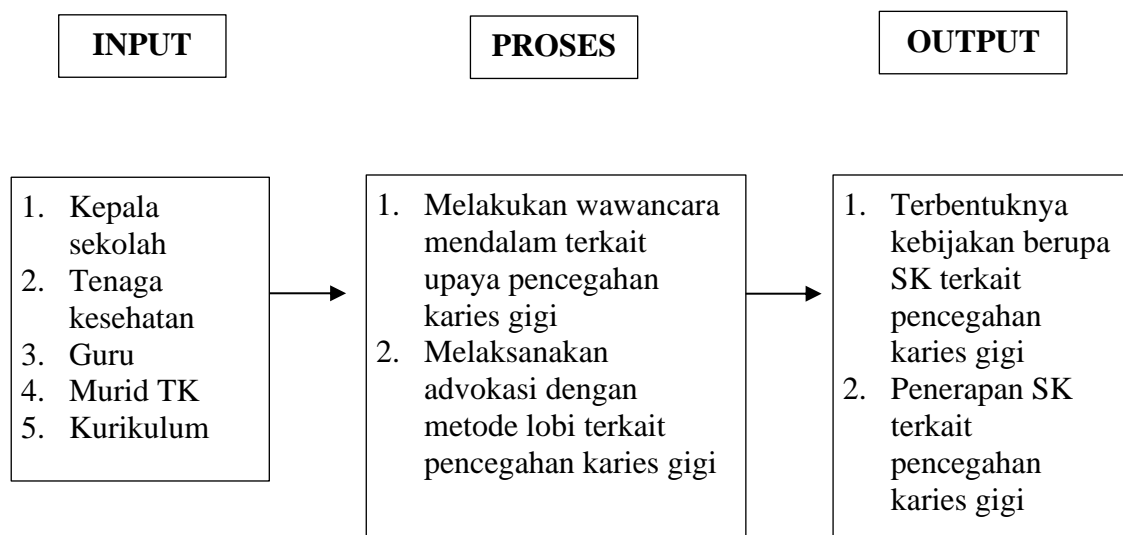 INPUT
PROSES
OUTPUT
1. Kepala
sekolah
2. Tenaga
kesehatan
3. Guru
4. Murid TK
5. Kurikulum
1. Melakukan wawancara
mendalam terkait
upaya pencegahan
karies gigi
2. Melaksanakan
advokasi dengan
metode lobi terkait
pencegahan karies gigi
1. Terbentuknya
kebijakan berupa
SK terkait
pencegahan
karies gigi
2. Penerapan SK
terkait
pencegahan
karies gigi